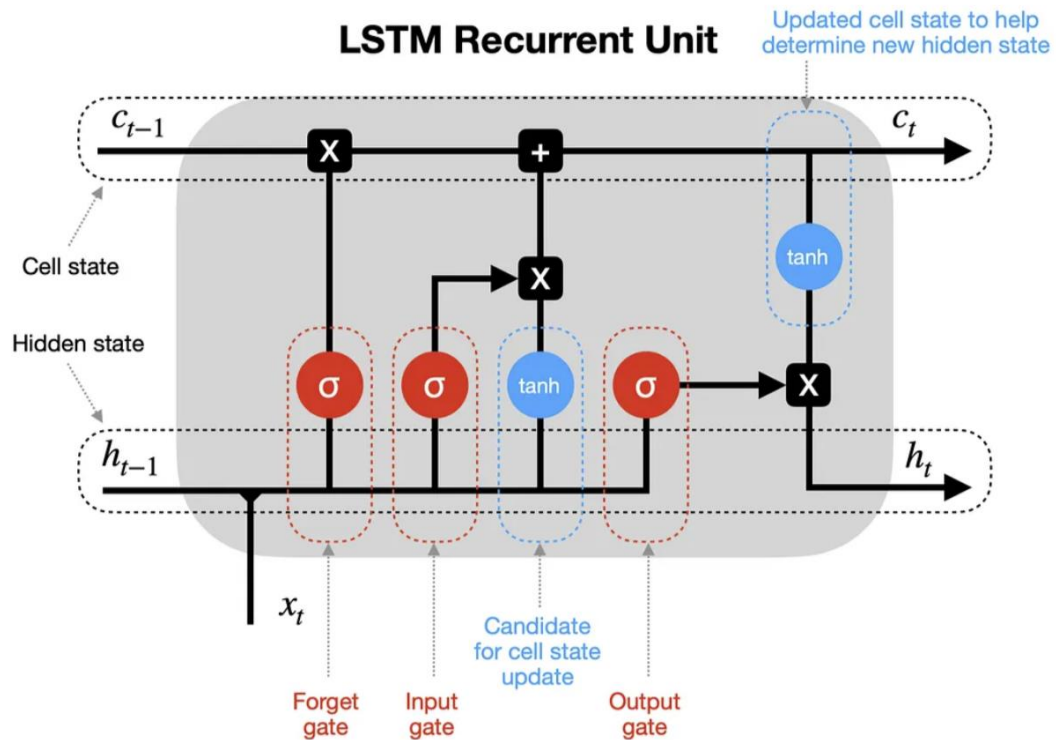 LSTM Recurrent Unit
Updated cell state to help
determine new hidden state
c_{t-1}
c_t
X
+
Cell state
tanh
X
Hidden state
σ
σ
tanh
σ
X
h_{t-1}
h_t
x_t
Candidate
for cell state
update
Forget
gate
Input
gate
Output
gate